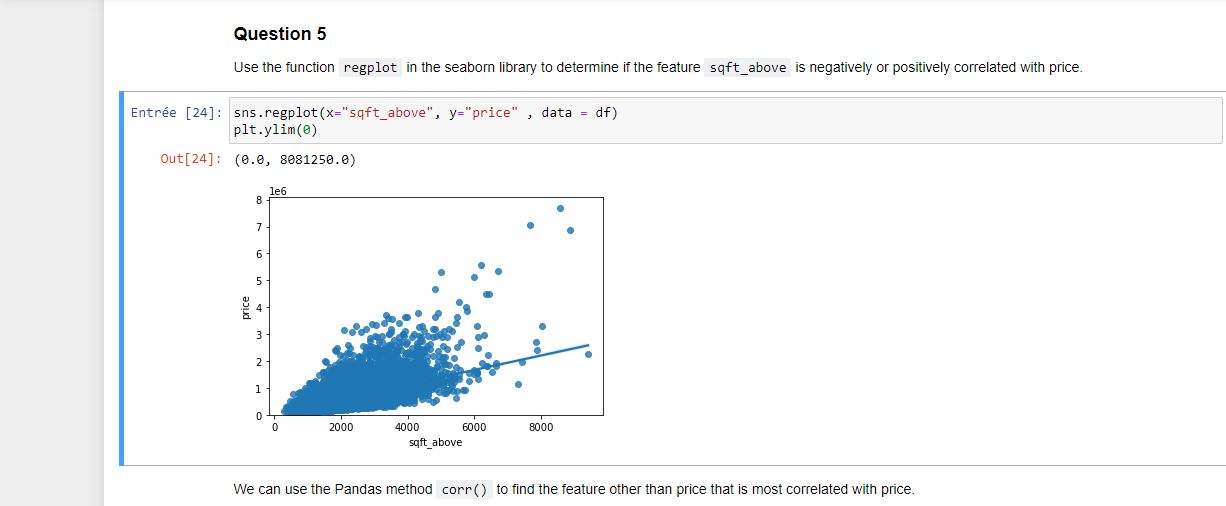 Question 5
Use the function regplot in the seaborn library to determine if the feature sqft_above is negatively or positively correlated with price.
Entrée [24]: sns.regplot(x="sqft_above", y="price" , data = df)
plt.ylim(0)
Out[24]: (0.0, 8081250.0)
1e6
8
7
6
5
4
3
2
1
0
price
0 2000 4000 6000 8000
sqft_above
We can use the Pandas method corr() to find the feature other than price that is most correlated with price.